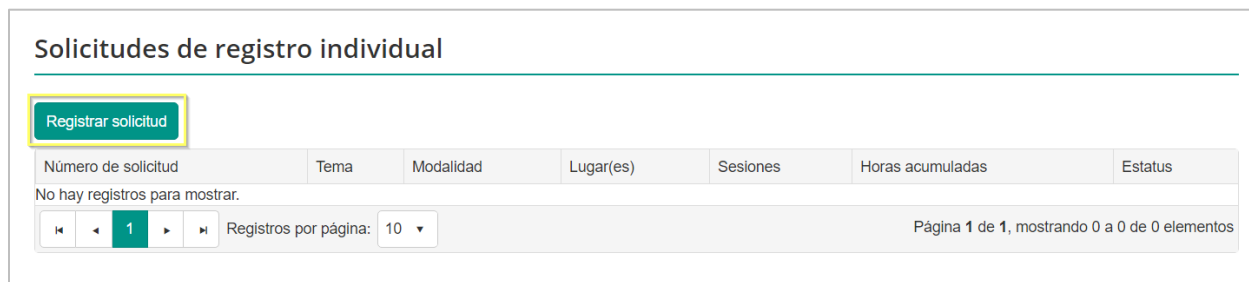 Solicitudes de registro individual
Registrar solicitud
Número de solicitud Tema Modalidad Lugar(es) Sesiones Horas acumuladas Estatus
No hay registros para mostrar.
1 Registros por página: 10 Página 1 de 1, mostrando 0 a 0 de 0 elementos